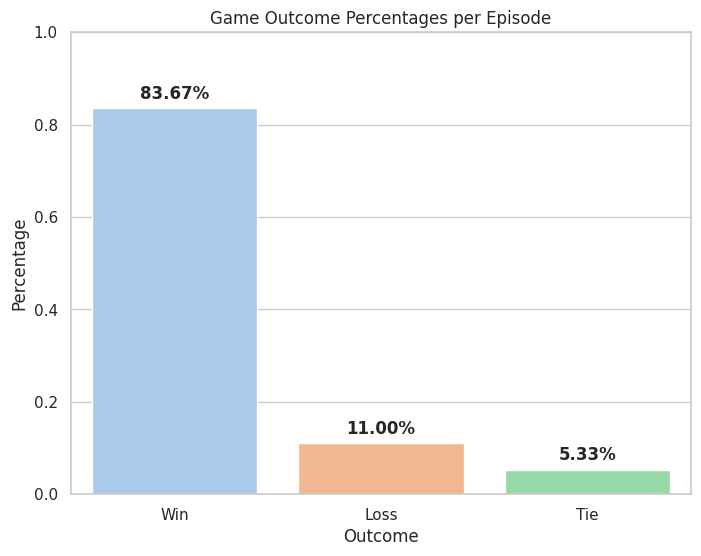 Game Outcome Percentages per Episode
1.0
0.8
0.6
0.4
0.2
0.0
Percentage
83.67%
11.00%
5.33%
Win
Loss
Tie
Outcome